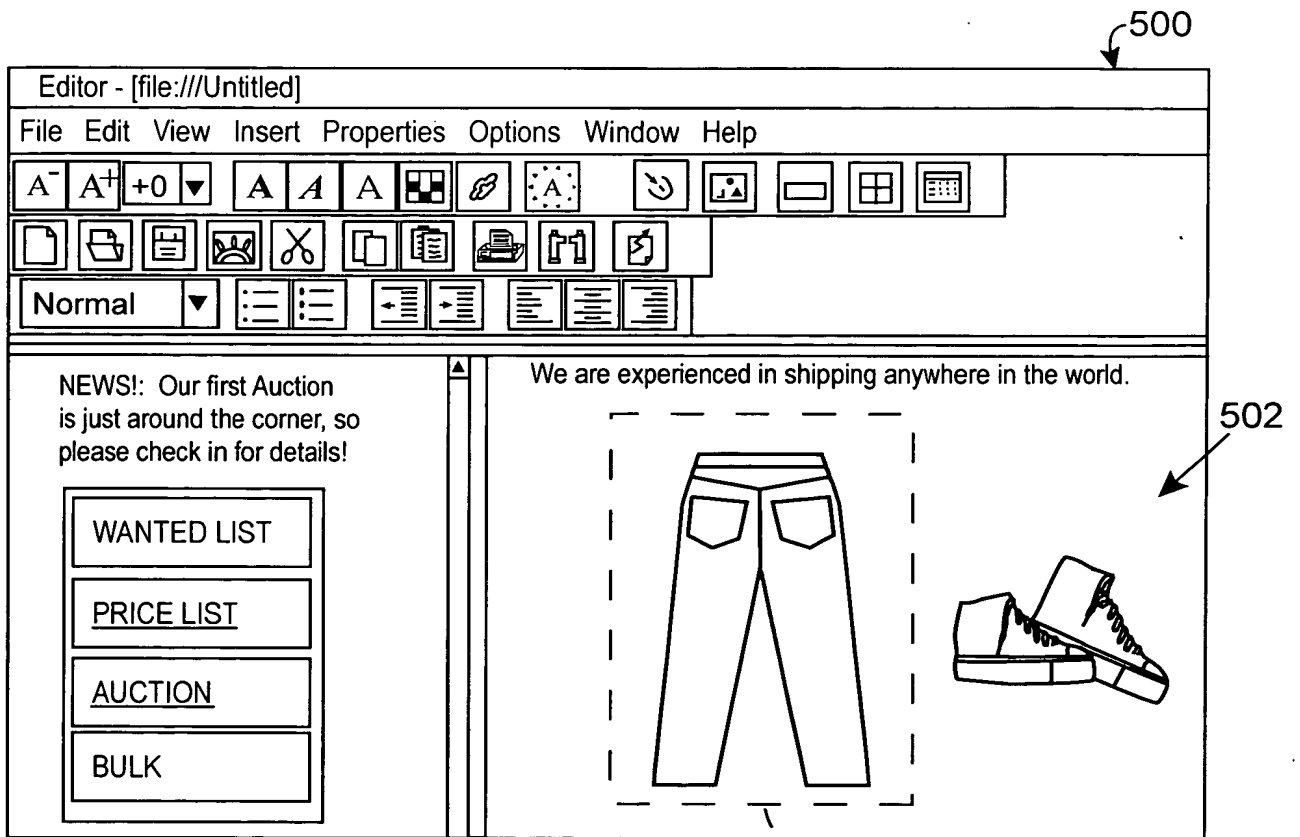 500
Editor - [file:///Untitled]
File Edit View Insert Properties Options Window Help
A- A+ +0 A A A A
Normal
NEWS!: Our first Auction
is just around the corner, so
please check in for details!
We are experienced in shipping anywhere in the world.
502
WANTED LIST
PRICE LIST
AUCTION
BULK